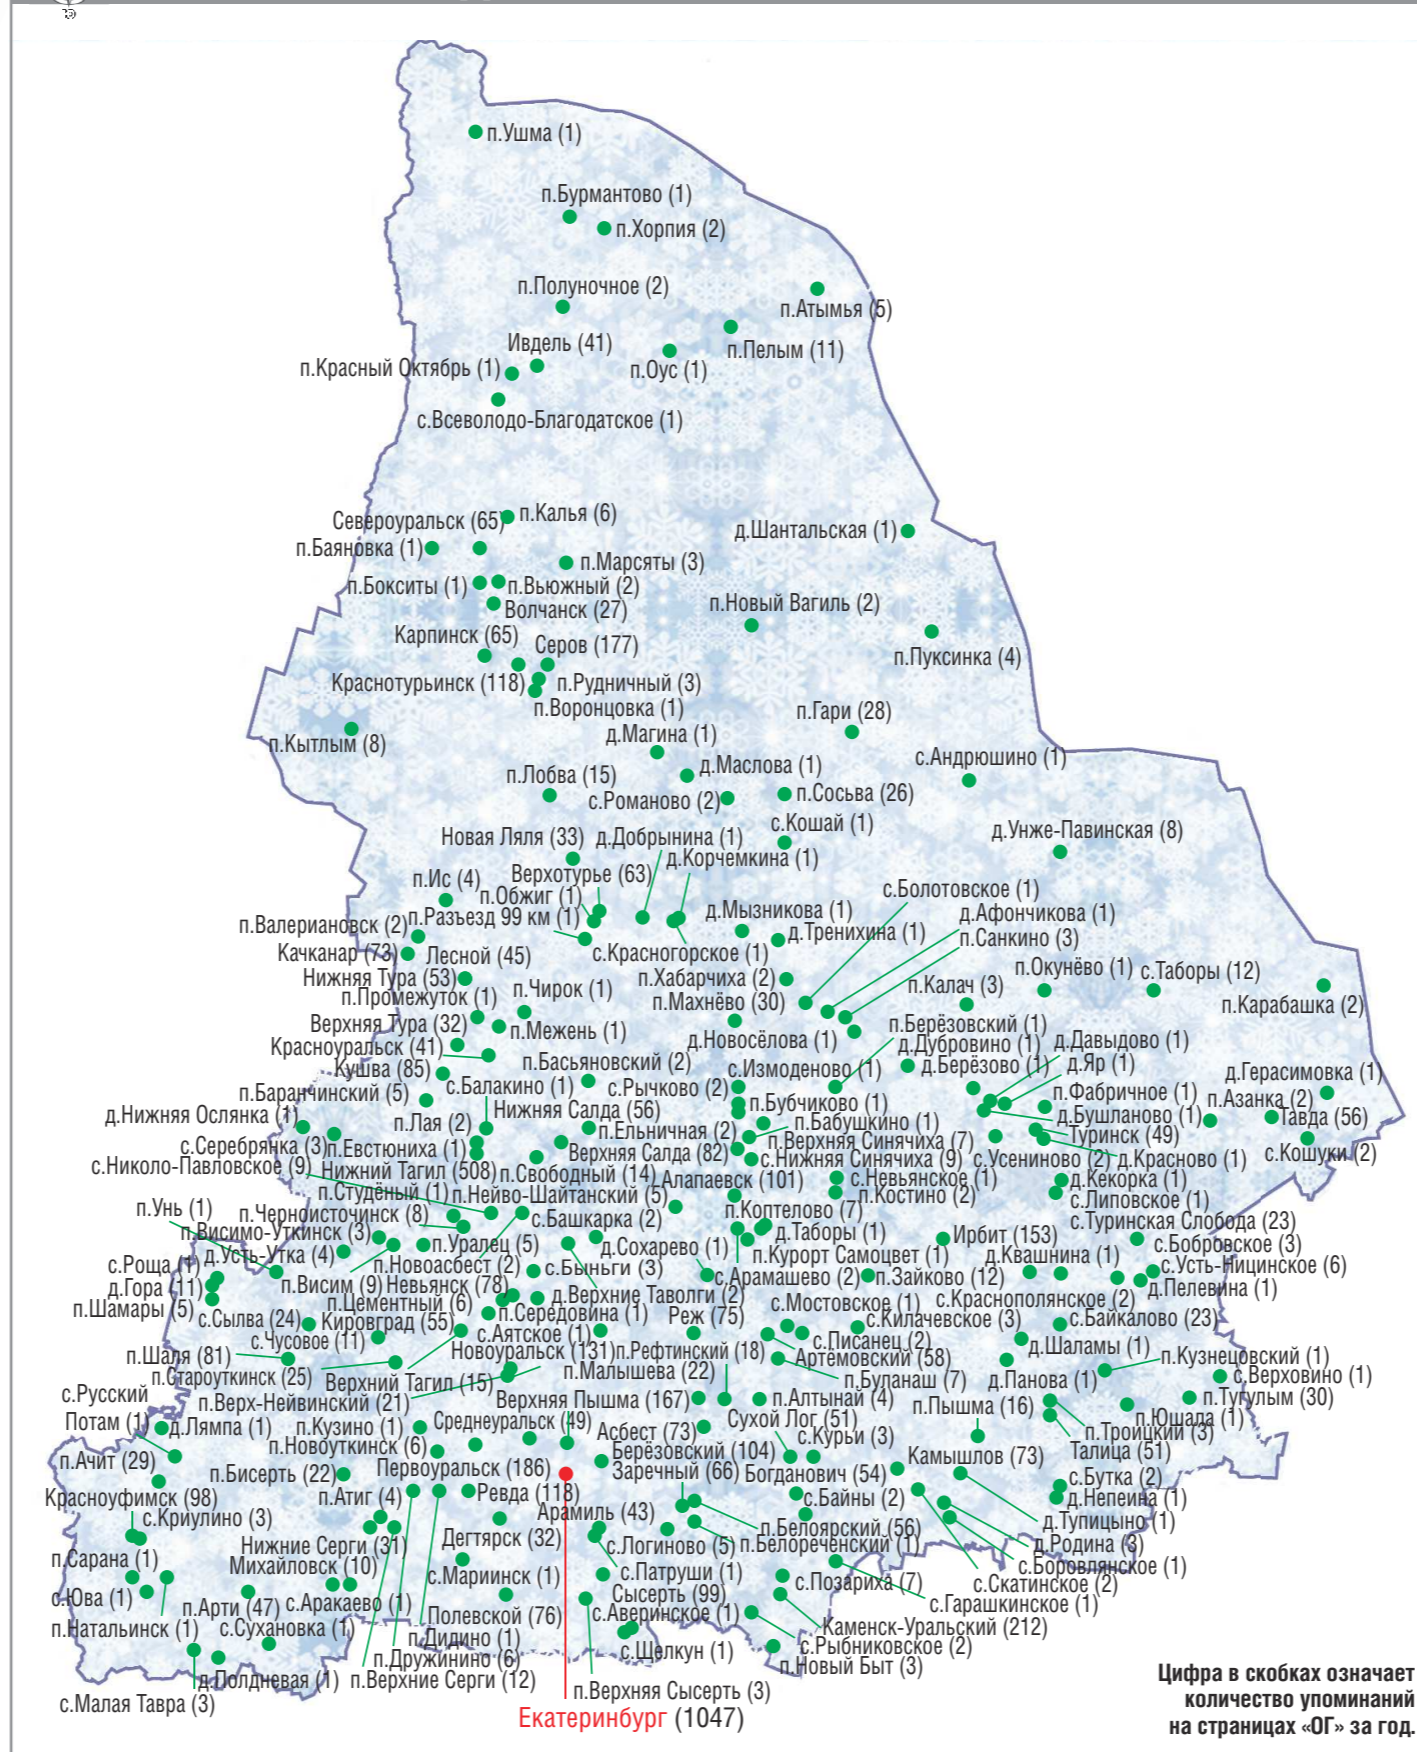 п.Ушма (1)
п.Бурмантово (1)
п.Хорпия (2)
п.Полуночное (2)
п.Атымья (5)
Ивдель (41)
п.Пелым (11)
п.Красный Октябрь (1)
п.Оус (1)
с.Всеволодо-Благодатское (1)
Североуральск (65)
п.Калья (6)
д.Шантальская (1)
п.Баяновка (1)
п.Марсяты (3)
п.Бокситы (1)
п.Вьюжный (2)
Волчанск (27)
п.Новый Вагиль (2)
Карпинск (65)
Серов (177)
п.Пуксинка (4)
Краснотурьинск (118)
п.Рудничный (3)
п.Воронцовка (1)
п.Гари (28)
п.Кытлым (8)
д.Магина (1)
д.Маслова (1)
с.Андрюшино (1)
п.Лобва (15)
с.Романово (2)
п.Сосьва (26)
с.Кошай (1)
д.Унже-Павинская (8)
Новая Ляля (33)
д.Добрынина (1)
д.Корчемкина (1)
Верхотурье (63)
п.Ис (4)
п.Обжиг (1)
с.Болотовское (1)
п.Валериановск (2)
п.Разъезд 99 км (1)
д.Мызникова (1)
д.Афончикова (1)
д.Тренихина (1)
п.Санкино (3)
Качканар (73)
Лесной (45)
с.Красногорское (1)
Нижняя Тура (53)
п.Хабарчиха (2)
п.Окунёво (1)
с.Таборы (12)
п.Промежуток (1)
п.Чирок (1)
п.Махнёво (30)
п.Калач (3)
п.Карабашка (2)
Верхняя Тура (32)
п.Межень (1)
д.Новосёлова (1)
п.Берёзовский (1)
Красноуральск (41)
д.Дубровино (1)
д.Давыдово (1)
Кушва (85)
п.Басьяновский (2)
с.Измоденово (1)
д.Берёзово (1)
д.Яр (1)
п.Баранчинский (5)
с.Балакино (1)
с.Рычково (2)
п.Фабричное (1)
д.Герасимовка (1)
д.Нижняя Ослянка (1)
Нижняя Салда (56)
п.Бубчиково (1)
п.Азанка (2)
п.Лая (2)
п.Ельничная (2)
п.Бабушкино (1)
д.Бушланово (1)
Тавда (56)
с.Серебрянка (3)
п.Евстюниха (1)
Верхняя Салда (82)
п.Верхняя Синячиха (7)
Туринск (49)
с.Николо-Павловское (9)
Нижний Тагил (508)
п.Свободный (14)
с.Нижняя Синячиха (9)
с.Усениново (2)
д.Красново (1)
с.Кошуки (2)
п.Студёный (1)
п.Нейво-Шайтанский (5)
Алапаевск (101)
с.Невьянское (1)
д.Кекорка (1)
п.Унь (1)
п.Черноисточинск (8)
п.Костино (2)
с.Липовское (1)
п.Висимо-Уткинск (3)
с.Башкарка (2)
п.Коптелово (7)
с.Туринская Слобода (23)
д.Усть-Утка (4)
п.Уралец (5)
д.Сохарево (1)
д.Таборы (1)
Ирбит (153)
с.Бобровское (3)
с.Роща (1)
п.Новоасбест (2)
с.Быньги (3)
п.Курорт Самоцвет (1)
д.Квашнина (1)
с.Усть-Ницинское (6)
д.Гора (11)
п.Висим (9)
Невьянск (78)
с.Арамашево (2)
п.Зайково (12)
д.Пелевина (1)
п.Шамары (5)
п.Цементный (6)
д.Верхние Таволги (2)
с.Краснополянское (2)
с.Сылва (24)
Кировград (55)
п.Середовина (1)
Реж (75)
с.Мостовское (1)
с.Килачевское (3)
с.Байкалово (23)
с.Чусовое (11)
с.Аятское (1)
с.Писанец (2)
д.Шаламы (1)
п.Шаля (81)
Новоуральск (131)
п.Рефтинский (18)
Артёмовский (58)
п.Кузнецовский (1)
п.Староуткинск (25)
Верхний Тагил (15)
п.Малышева (22)
п.Буланаш (7)
д.Панова (1)
с.Верховино (1)
с.Русский
Потам (1)
п.Верх-Нейвинский (21)
Верхняя Пышма (167)
п.Алтынай (4)
п.Пышма (16)
п.Тугулым (30)
д.Лямпа (1)
п.Кузино (1)
Среднеуральск (49)
Асбест (73)
Сухой Лог (51)
п.Юшала (1)
п.Троицкий (3)
п.Новоуткинск (6)
Берёзовский (104)
с.Курьи (3)
Талица (51)
п.Ачит (29)
п.Бисерть (22)
Первоуральск (186)
Заречный (66)
Богданович (54)
Камышлов (73)
с.Бутка (2)
Красноуфимск (98)
п.Атиг (4)
Ревда (118)
с.Байны (2)
д.Непеина (1)
с.Криулино (3)
Арамиль (43)
п.Белоярский (56)
д.Тупицыно (1)
Нижние Серги (31)
Дегтярск (32)
с.Логиново (5)
п.Белореченский (1)
д.Родина (3)
п.Сарана (1)
Михайловск (10)
с.Мариинск (1)
с.Патруши (1)
с.Позариха (7)
с.Боровлянское (1)
с.Скатинское (2)
с.Юва (1)
п.Арти (47)
с.Аракаево (1)
Сысерть (99)
с.Гарашкинское (1)
п.Натальинск (1)
с.Сухановка (1)
Полевской (76)
с.Аверинское (1)
Каменск-Уральский (212)
п.Дидино (1)
с.Щелкун (1)
с.Рыбниковское (2)
п.Дружинино (6)
п.Новый Быт (3)
д.Полдневая (1)
п.Верхние Серги (12)
п.Верхняя Сысерть (3)
с.Малая Тавра (3)
Екатеринбург (1047)
Цифра в скобках означает
количество упоминаний
на страницах «ОГ» за год.